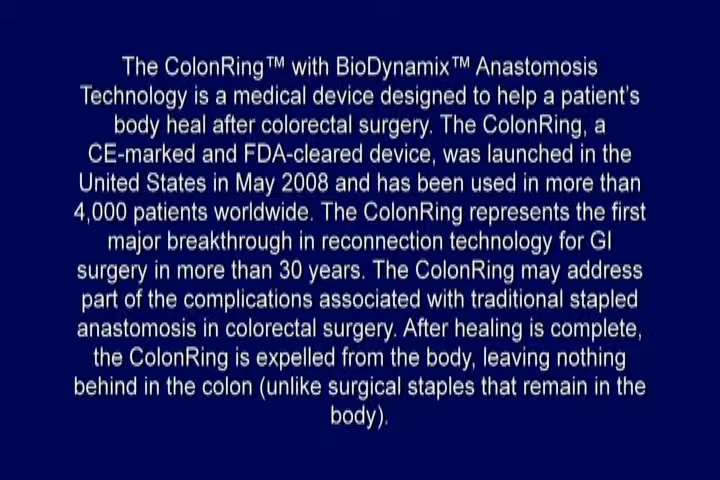 The ColonRing™ with BioDynamix™ Anastomosis
Technology is a medical device designed to help a patient's
body heal after colorectal surgery. The ColonRing, a
CE-marked and FDA-cleared device, was launched in the
United States in May 2008 and has been used in more than
4,000 patients worldwide. The ColonRing represents the first
major breakthrough in reconnection technology for GI
surgery in more than 30 years. The ColonRing may address
part of the complications associated with traditional stapled
anastomosis in colorectal surgery. After healing is complete,
the ColonRing is expelled from the body, leaving nothing
behind in the colon (unlike surgical staples that remain in the
body).